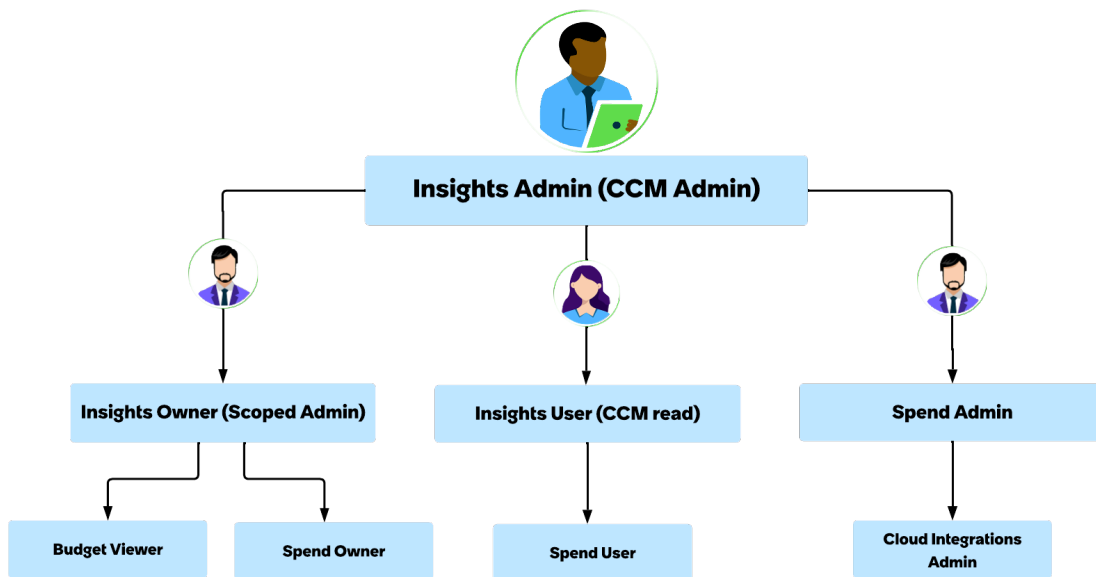 Insights Admin (CCM Admin)
Insights Owner (Scoped Admin)
Insights User (CCM read)
Spend Admin
Budget Viewer
Spend Owner
Spend User
Cloud Integrations
Admin